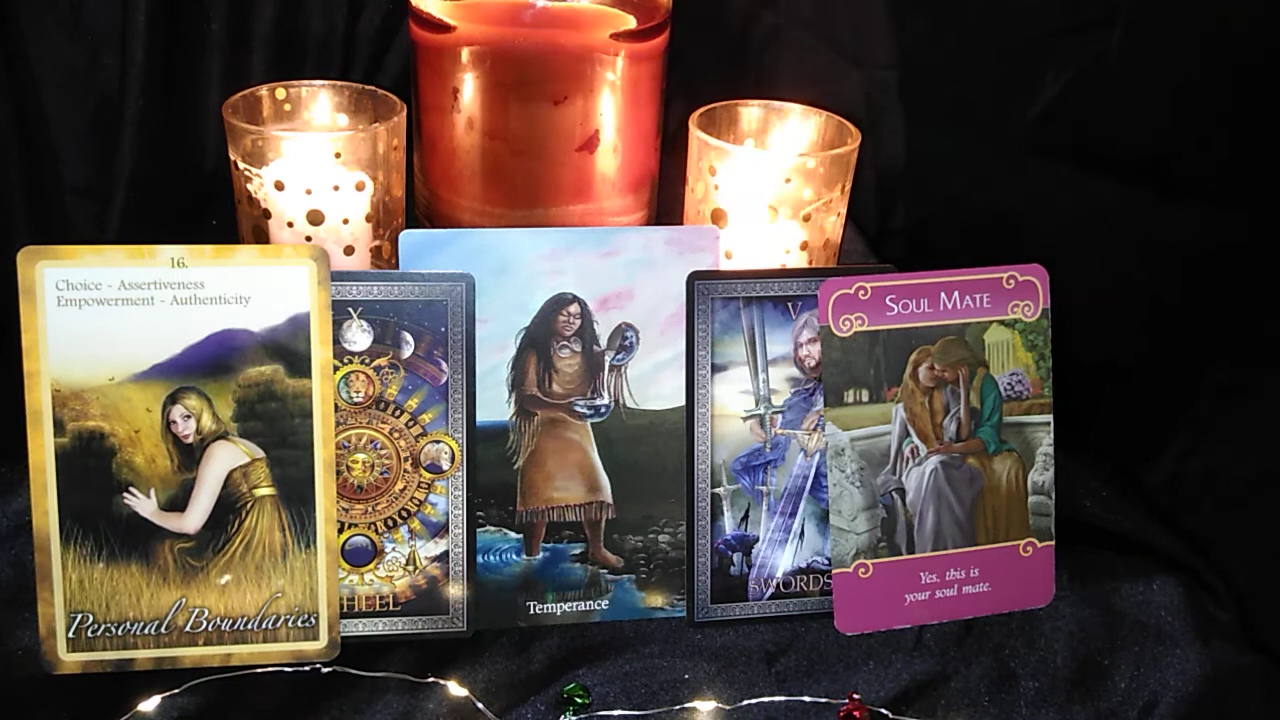 16.
Choice - Assertiveness
Empowerment - Authenticity
Personal Boundaries
X
HEEL
Temperance
V
SWORDS
SOUL MATE
Yes, this is
your soul mate.